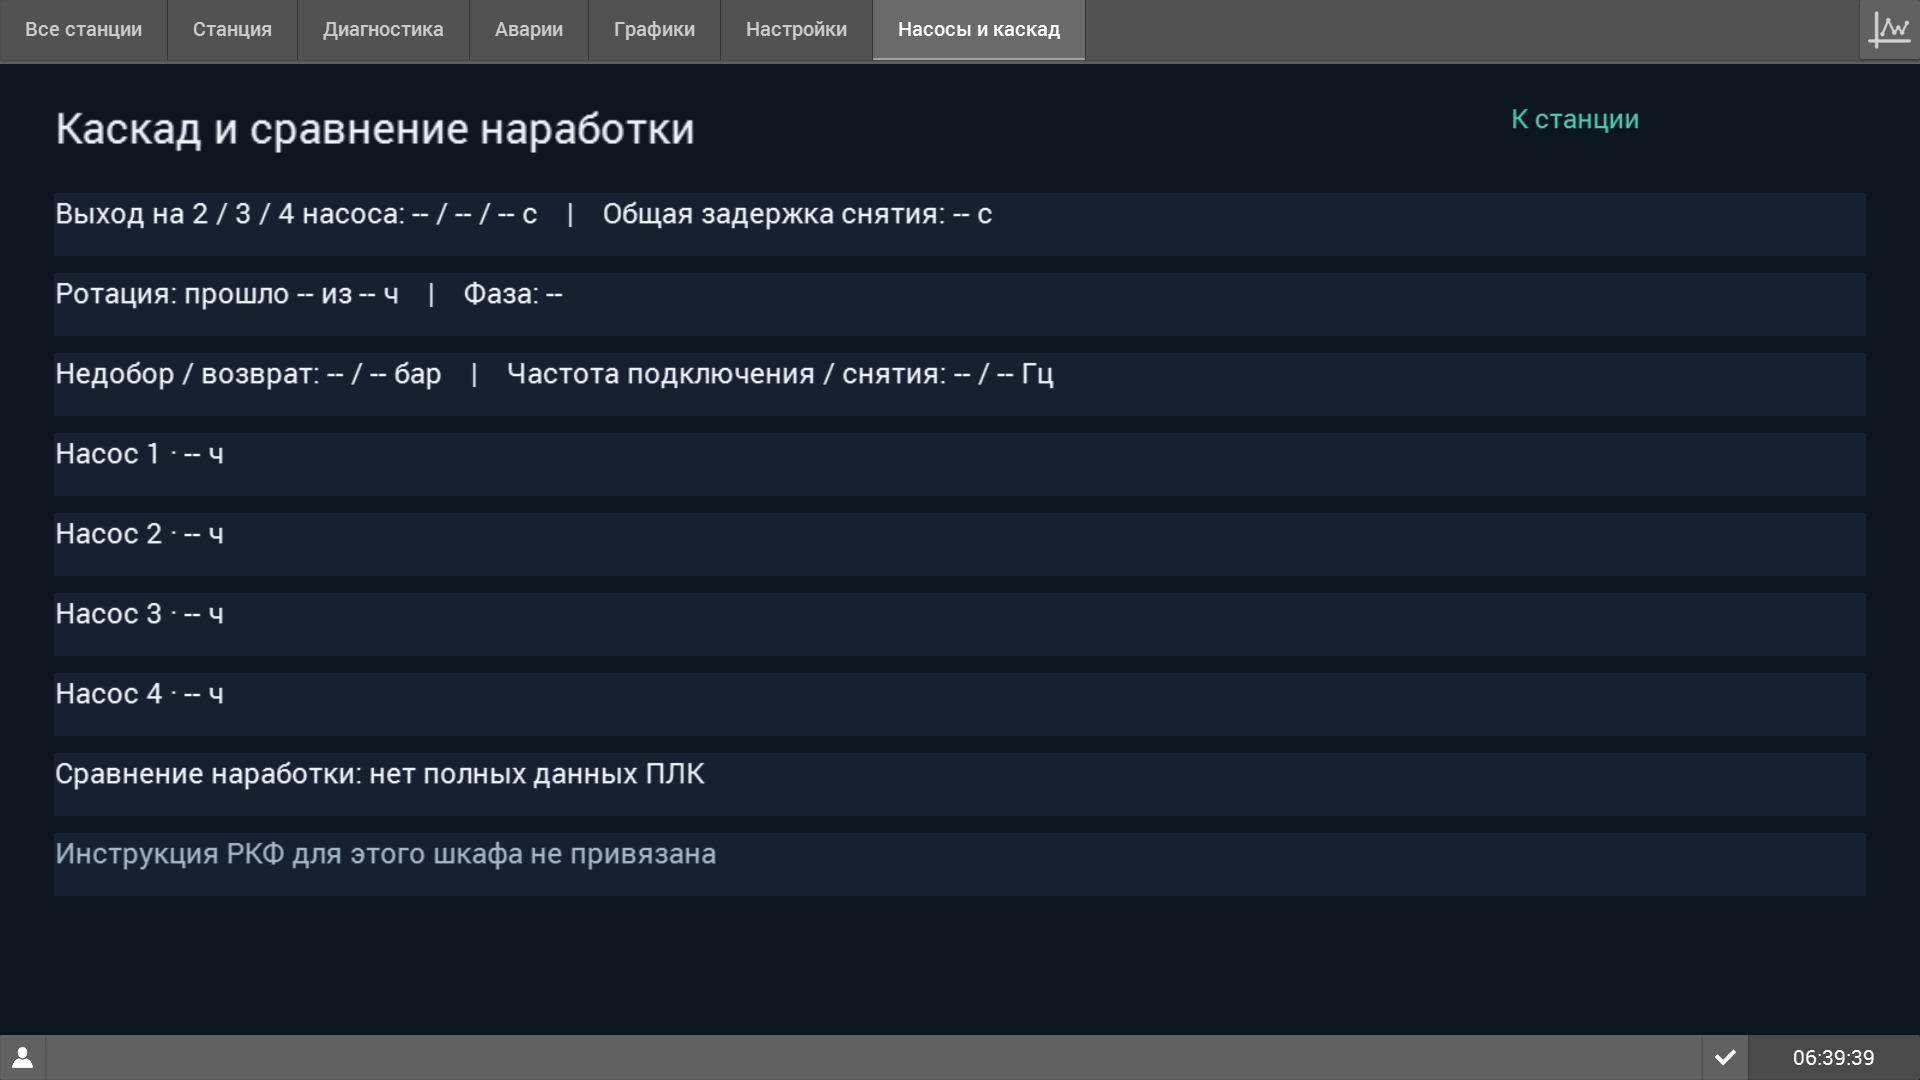 Все станции Станция Диагностика Аварии Графики Настройки Насосы и каскад
Каскад и сравнение наработки
К станции
Выход на 2 / 3 / 4 насоса: -- / -- / -- с | Общая задержка снятия: -- с
Ротация: прошло -- из -- ч | Фаза: --
Недобор / возврат: -- / -- бар | Частота подключения / снятия: -- / -- Гц
Насос 1 · -- ч
Насос 2 · -- ч
Насос 3 · -- ч
Насос 4 · -- ч
Сравнение наработки: нет полных данных ПЛК
Инструкция РКФ для этого шкафа не привязана
06:39:39